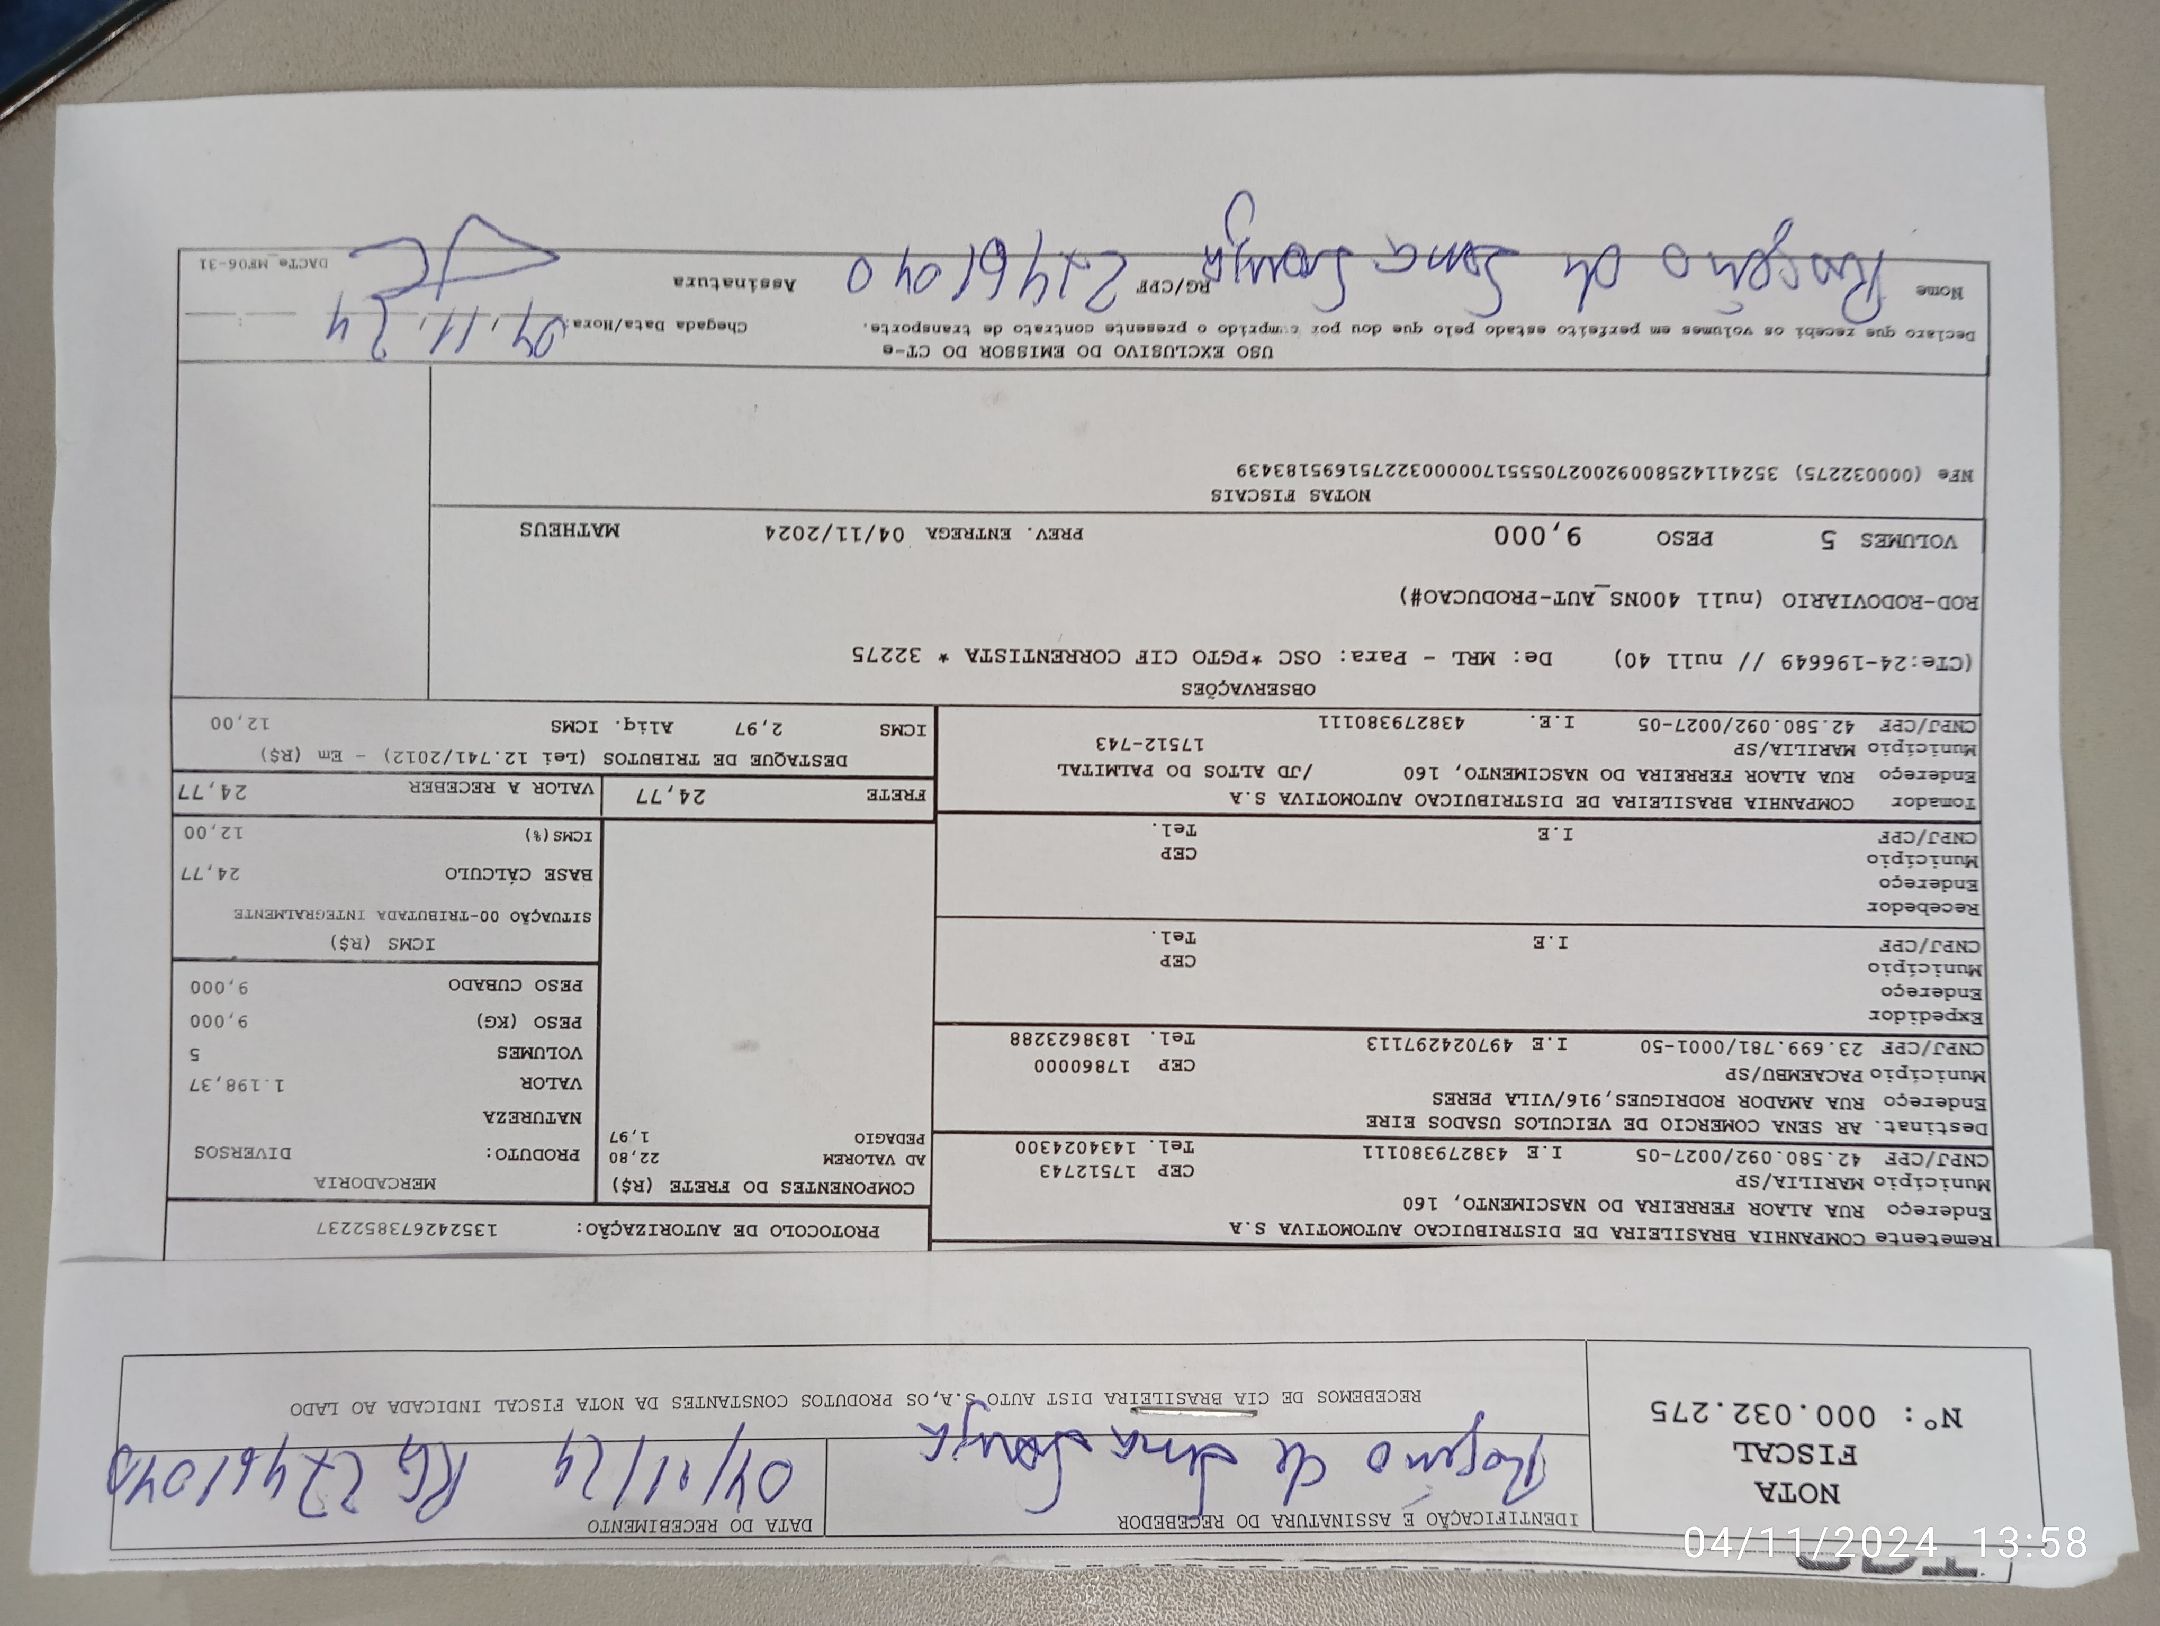 NOTA
FISCAL
Nº: 000.032.275
IDENTIFICAÇÃO E ASSINATURA DO RECEBEDOR
DATA DO RECEBIMENTO
Rogério de Sena Souza
04/11/24 RG 27461040
RECEBEMOS DE CIA BRASILEIRA DIST AUTO S.A,OS PRODUTOS CONSTANTES DA NOTA FISCAL INDICADA AO LADO
Remetente COMPANHIA BRASILEIRA DE DISTRIBUICAO AUTOMOTIVA S.A
Endereço RUA ALAOR FERREIRA DO NASCIMENTO, 160
Município MARILIA/SP CEP 17512743
CNPJ/CPF 42.580.092/0027-05 I.E 438279380111 Tel. 1434024300
Destinat. AR SENA COMERCIO DE VEICULOS USADOS EIRE
Endereço RUA AMADOR RODRIGUES,916/VILA PERES
Município PACAEMBU/SP CEP 17860000
CNPJ/CPF 23.699.781/0001-50 I.E 497024297113 Tel. 1838623288
Expedidor
Endereço
Município CEP
CNPJ/CPF I.E Tel.
Recebedor
Endereço
Município CEP
CNPJ/CPF I.E Tel.
Tomador COMPANHIA BRASILEIRA DE DISTRIBUICAO AUTOMOTIVA S.A
Endereço RUA ALAOR FERREIRA DO NASCIMENTO, 160 /JD ALTOS DO PALMITAL
Município MARILIA/SP 17512-743
CNPJ/CPF 42.580.092/0027-05 I.E. 438279380111
PROTOCOLO DE AUTORIZAÇÃO: 135242673852237
COMPONENTES DO FRETE (R$)
AD VALOREM 22,80
PEDAGIO 1,97
MERCADORIA
PRODUTO: DIVERSOS
NATUREZA
VALOR 1.198,37
VOLUMES 5
PESO (KG) 9,000
PESO CUBADO 9,000
ICMS (R$)
SITUAÇÃO 00-TRIBUTADA INTEGRALMENTE
BASE CÁLCULO 24,77
ICMS(%) 12,00
FRETE 24,77 VALOR A RECEBER 24,77
DESTAQUE DE TRIBUTOS (Lei 12.741/2012) - Em (R$)
ICMS 2,97 Aliq. ICMS 12,00
OBSERVAÇÕES
(CTe:24-196649 // null 40) De: MRL - Para: OSC *PGTO CIF CORRENTISTA * 32275
ROD-RODOVIARIO (null 400NS_AUT-PRODUCAO#)
VOLUMES 5 PESO 9,000 PREV. ENTREGA 04/11/2024 MATHEUS
NOTAS FISCAIS
NFe (000032275) 35241142580092002705551700000322751695183439
USO EXCLUSIVO DO EMISSOR DO CT-e
Declaro que recebi os volumes em perfeito estado pelo que dou por cumprido o presente contrato de transporte. Chegada Data/Hora: 04.11.24
Nome Rogério de Sena Souza RG/CPF 27461040 Assinatura
DACTe_MF06-31
04/11/2024 13:58